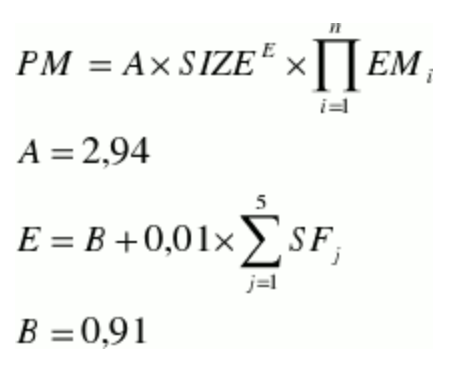 PM = A × SIZE^E × ∏_{i=1}^{n} EM_i
A = 2,94
E = B + 0,01 × ∑_{j=1}^{5} SF_j
B = 0,91